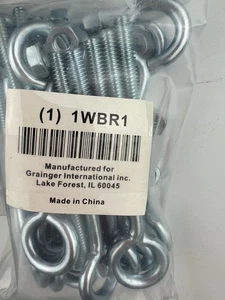 (1) 1WBR1
Manufactured for
Grainger International inc.
Lake Forest, IL 60045
Made in China